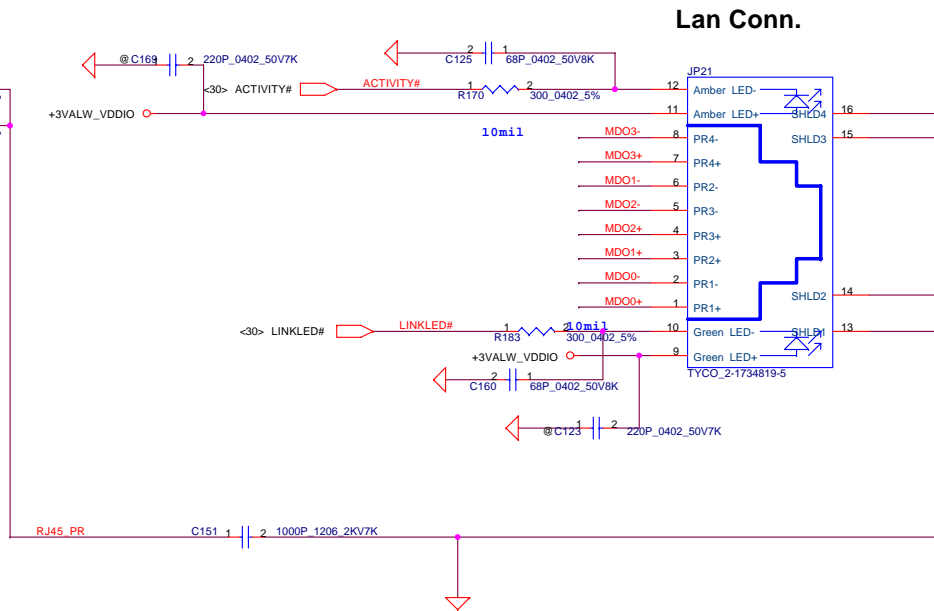 Lan Conn.
@C169 1 2 220P_0402_50V7K
C125 2 1 68P_0402_50V8K
JP21
<30> ACTIVITY# ACTIVITY# 1 2 12 Amber LED-
R170 300_0402_5%
+3VALW_VDDIO 11 Amber LED+ SHLD4 16
10mil MDO3- 8 PR4- SHLD3 15
MDO3+ 7 PR4+
MDO1- 6 PR2-
MDO2- 5 PR3-
MDO2+ 4 PR3+
MDO1+ 3 PR2+
MDO0- 2 PR1-
SHLD2 14
MDO0+ 1 PR1+
<30> LINKLED# LINKLED# 1 2 10mil 10 Green LED- SHLD1 13
R183 300_0402_5%
+3VALW_VDDIO 9 Green LED+
TYCO_2-1734819-5
C160 2 1 68P_0402_50V8K
@C123 1 2 220P_0402_50V7K
RJ45_PR C151 1 2 1000P_1206_2KV7K